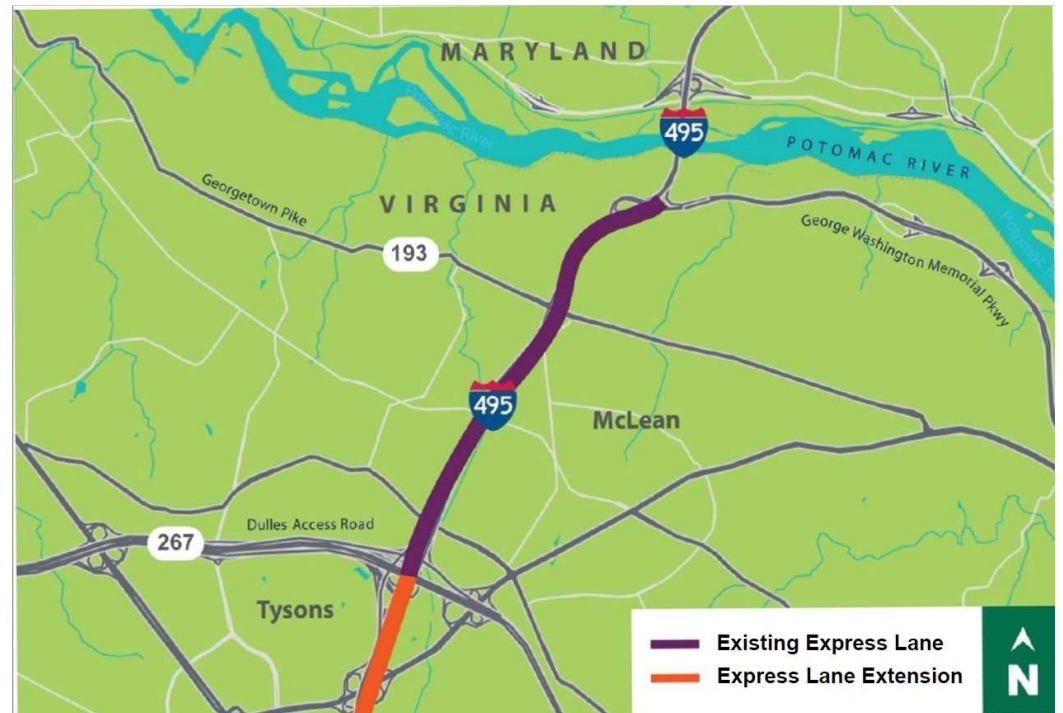 MARYLAND
Potomac River
495
POTOMAC RIVER
Georgetown Pike
VIRGINIA
193
George Washington Memorial Pkwy
495
McLean
Dulles Access Road
267
Tysons
Existing Express Lane
Express Lane Extension
N